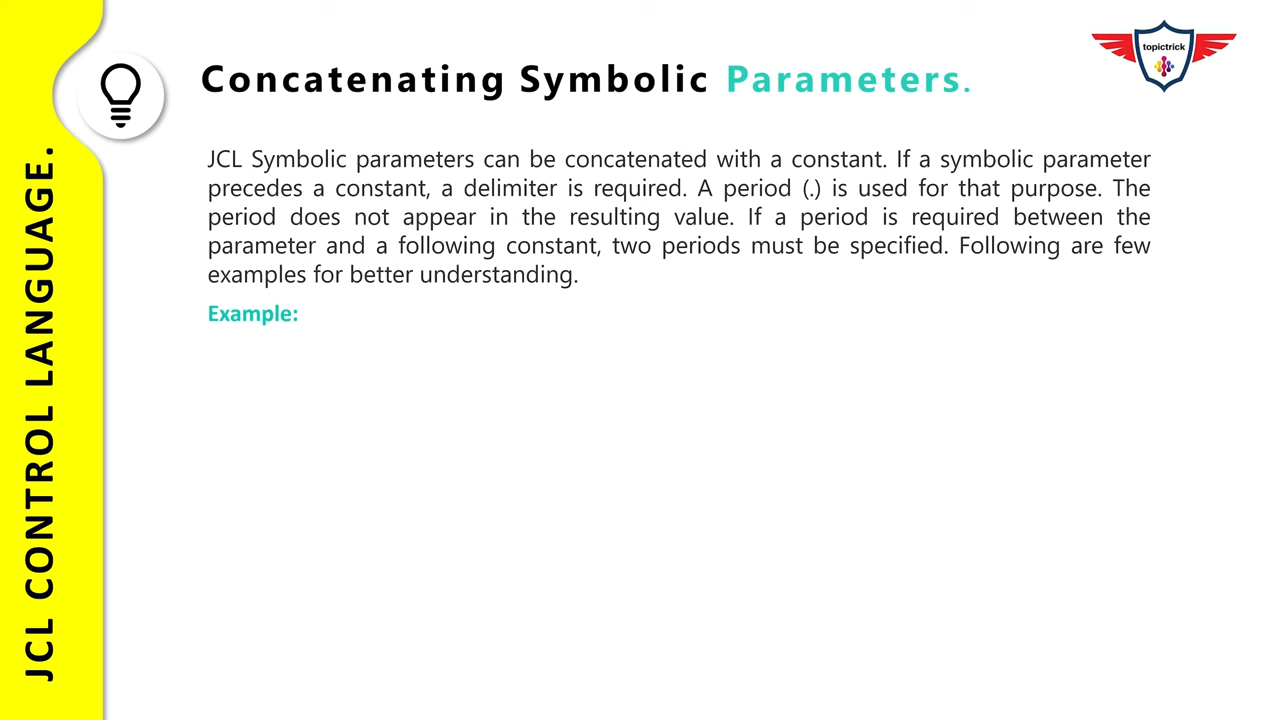 Concatenating Symbolic Parameters.
topictrick
JCL Symbolic parameters can be concatenated with a constant. If a symbolic parameter
precedes a constant, a delimiter is required. A period (.) is used for that purpose. The
period does not appear in the resulting value. If a period is required between the
parameter and a following constant, two periods must be specified. Following are few
examples for better understanding.
Example:
JCL CONTROL LANGUAGE.